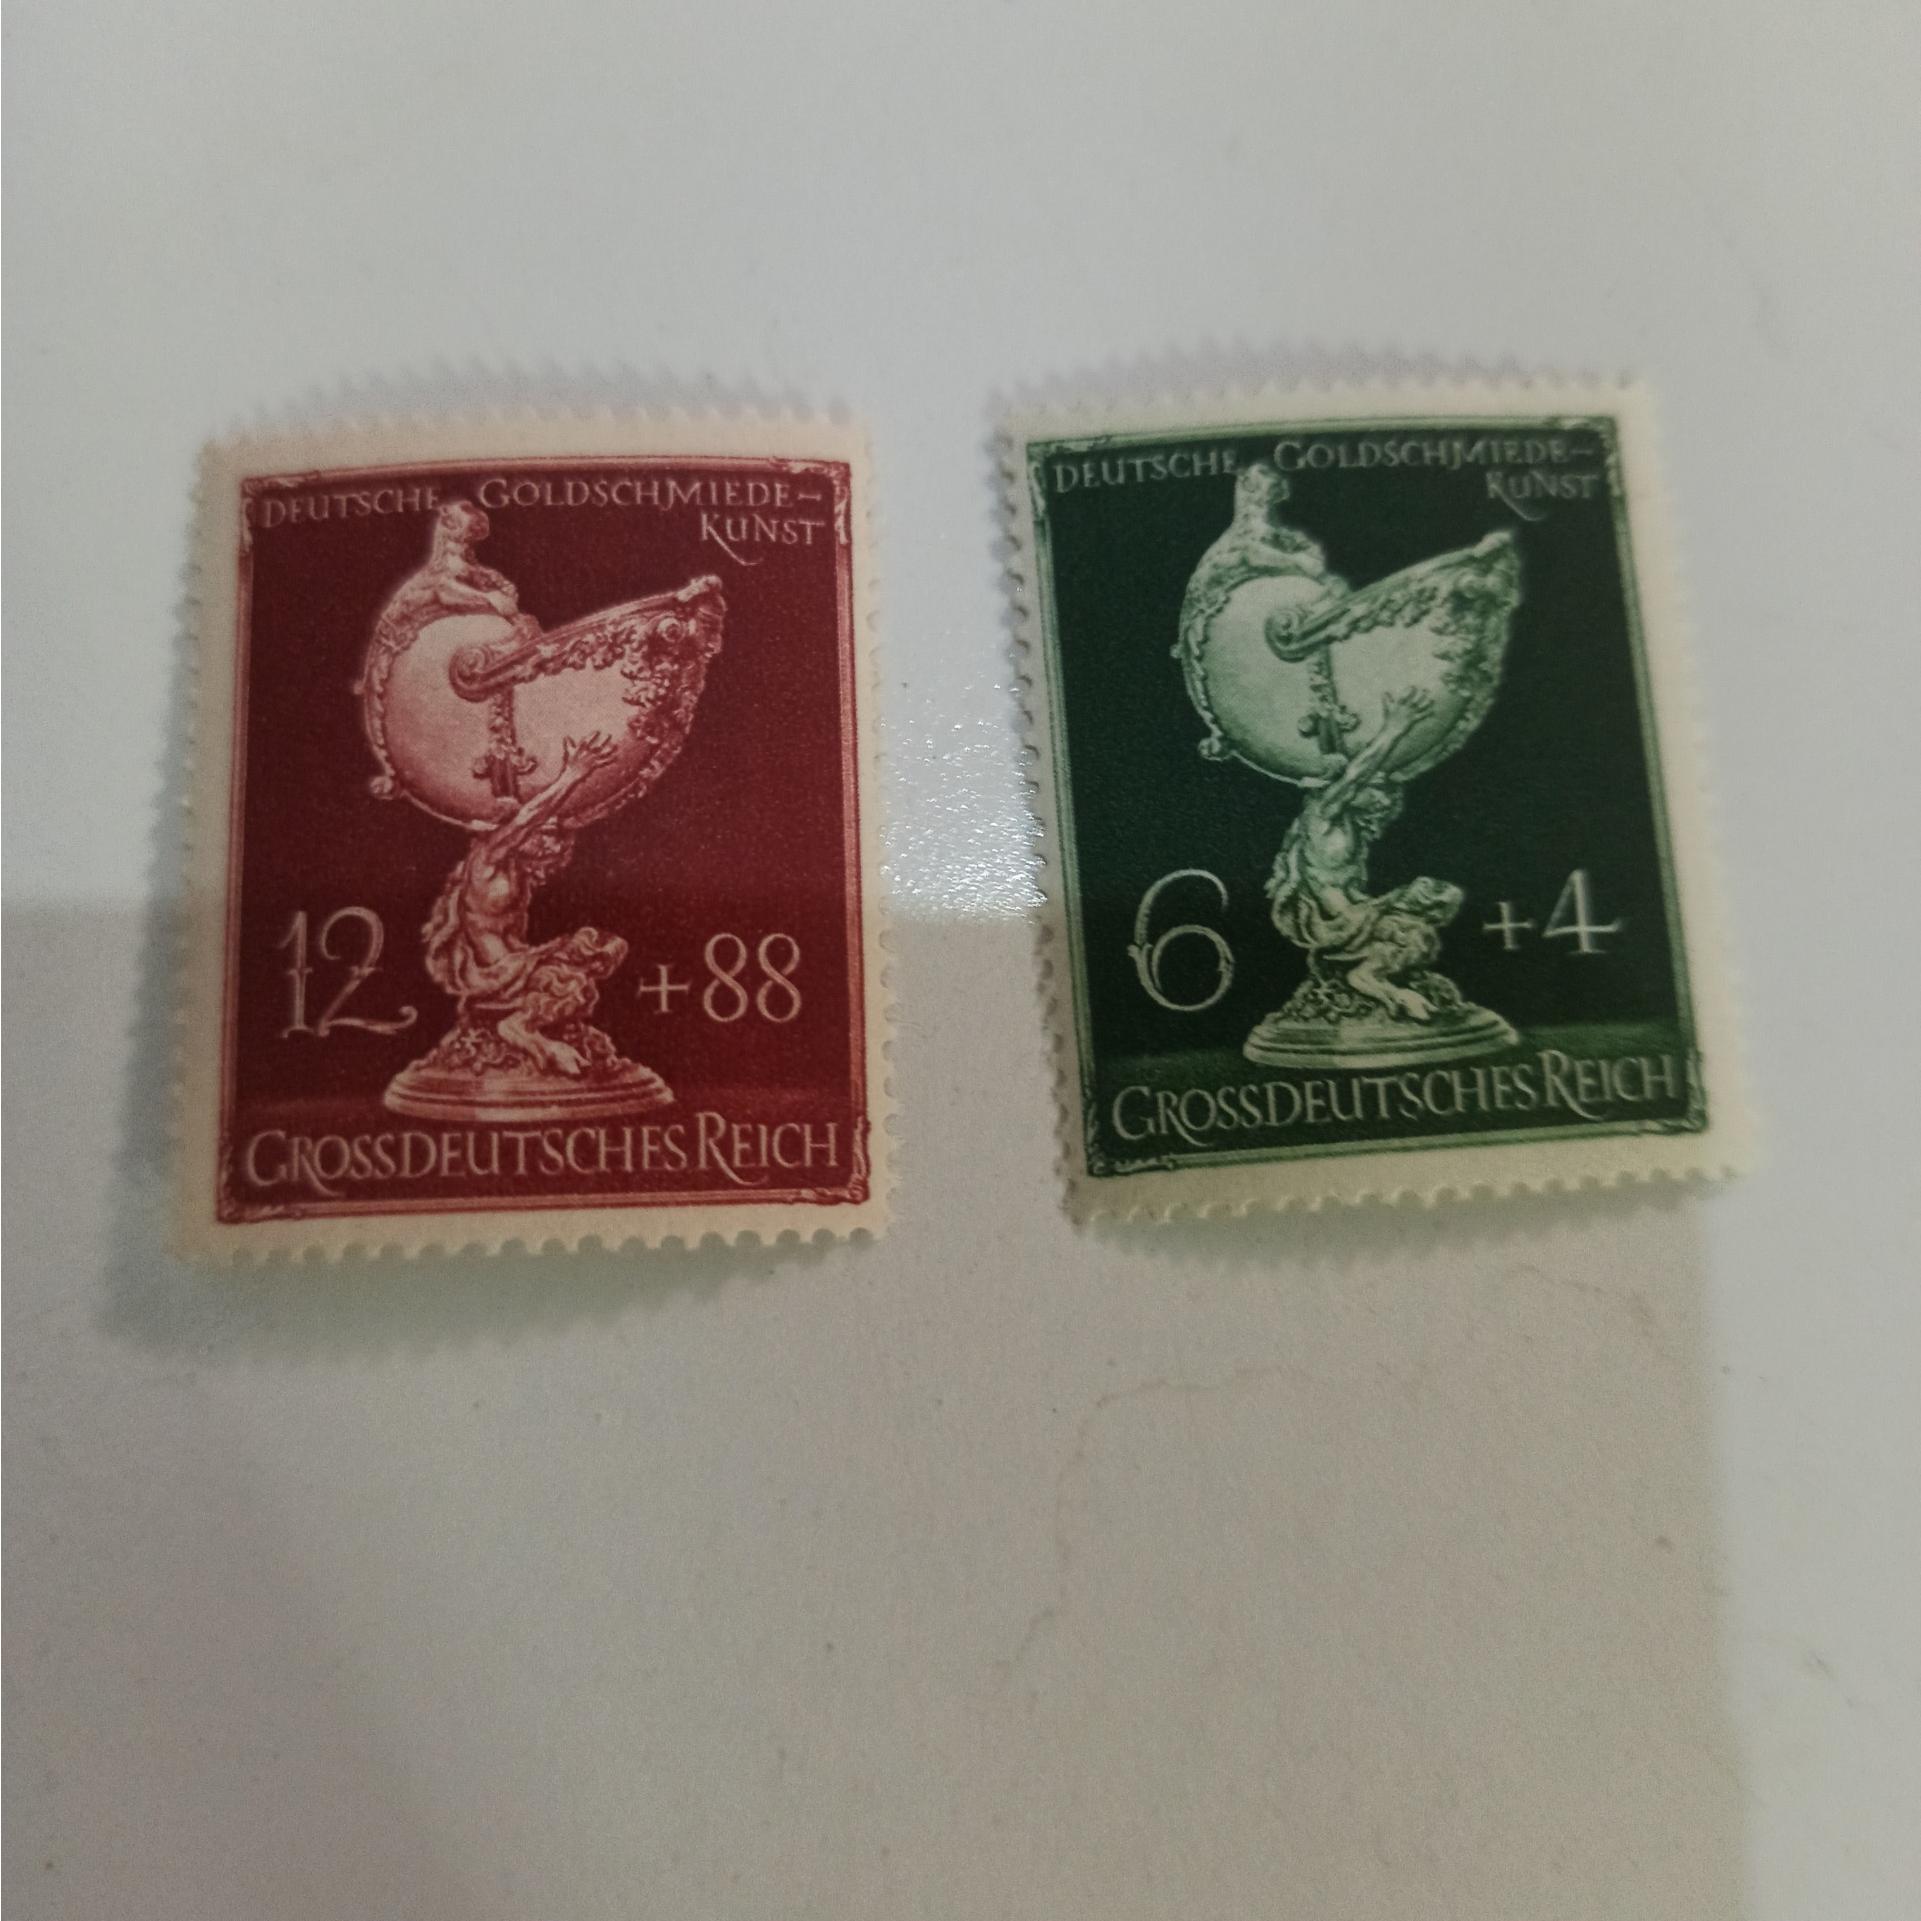 DEUTSCHE GOLDSCHMIEDE-
KUNST
12 +88
GROSSDEUTSCHES REICH
DEUTSCHE GOLDSCHMIEDE-
KUNST
6 +4
GROSSDEUTSCHES REICH